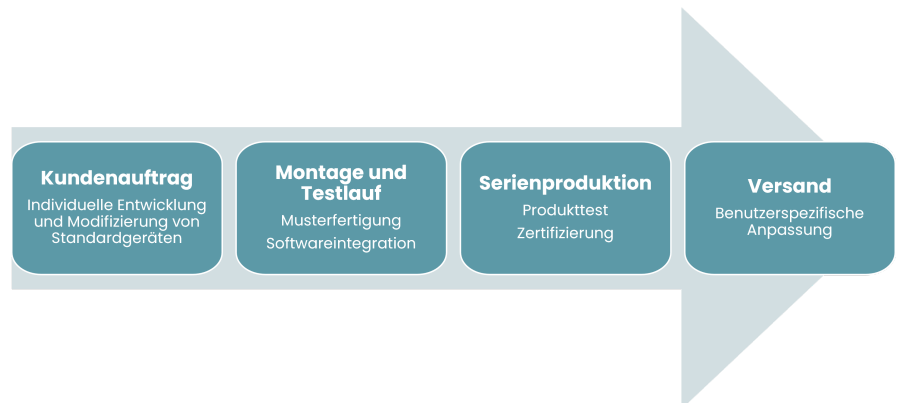 Kundenauftrag
Individuelle Entwicklung
und Modifizierung von
Standardgeräten
Montage und
Testlauf
Musterfertigung
Softwareintegration
Serienproduktion
Produkttest
Zertifizierung
Versand
Benutzerspezifische
Anpassung